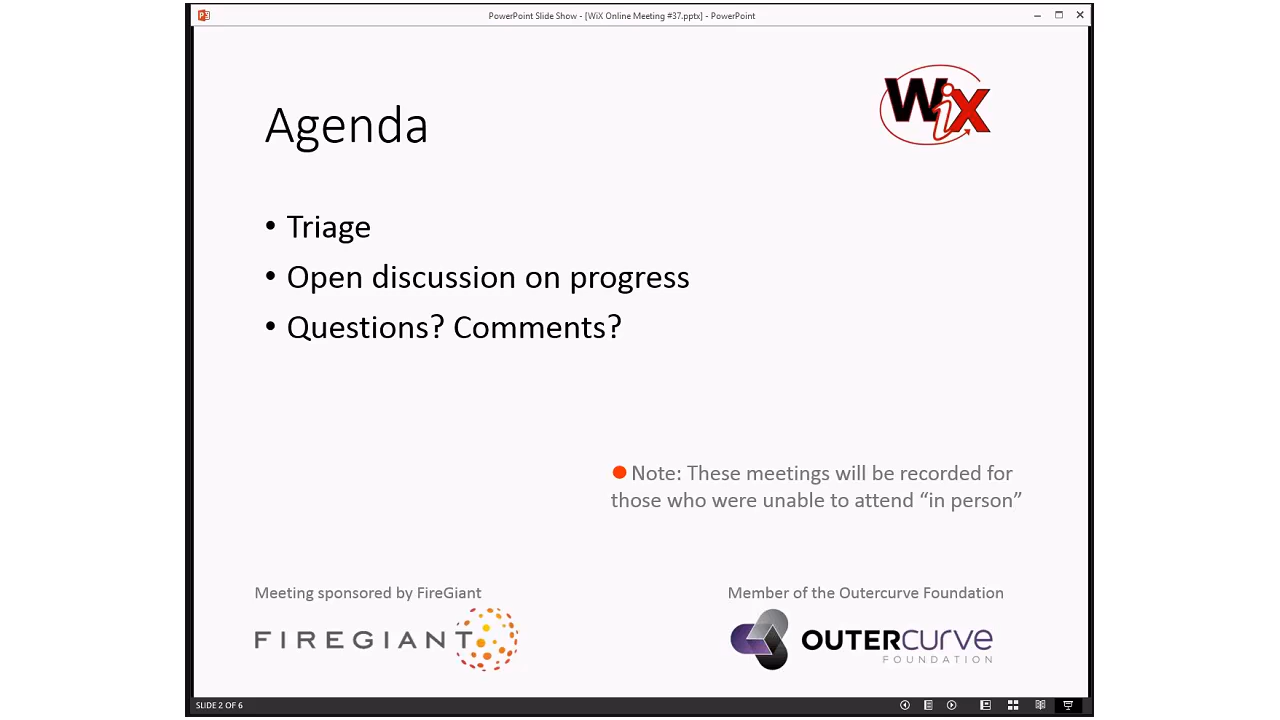 PowerPoint Slide Show - [WiX Online Meeting #37.pptx] - PowerPoint
WiX
Agenda
• Triage
• Open discussion on progress
• Questions? Comments?
Note: These meetings will be recorded for
those who were unable to attend “in person”
Meeting sponsored by FireGiant
Member of the Outercurve Foundation
FIREGIANT
OUTERCURVE
FOUNDATION
SLIDE 2 OF 6